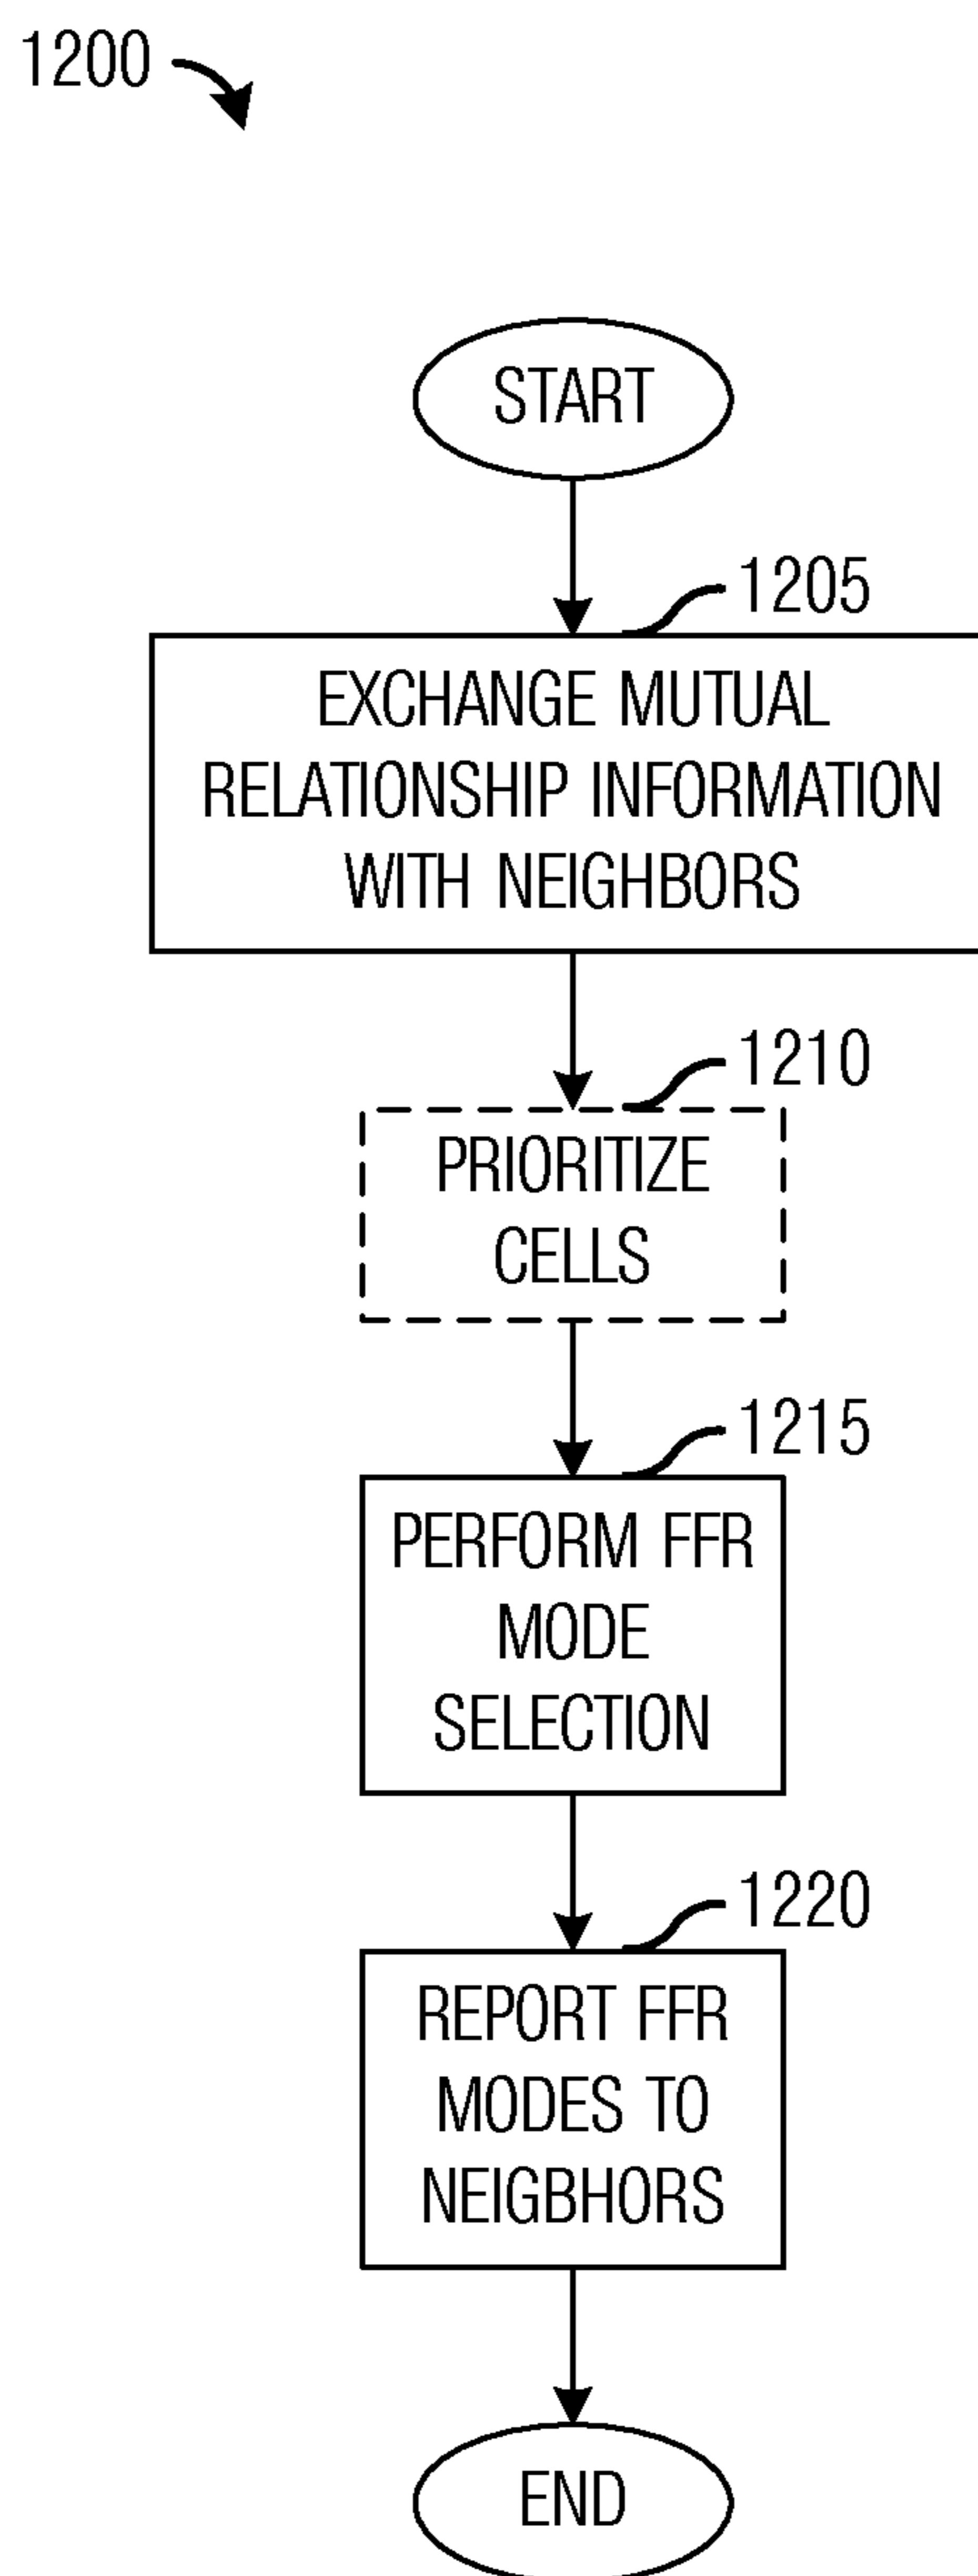 1200
START
1205
EXCHANGE MUTUAL
RELATIONSHIP INFORMATION
WITH NEIGHBORS
1210
PRIORITIZE
CELLS
1215
PERFORM FFR
MODE
SELECTION
1220
REPORT FFR
MODES TO
NEIGBHORS
END